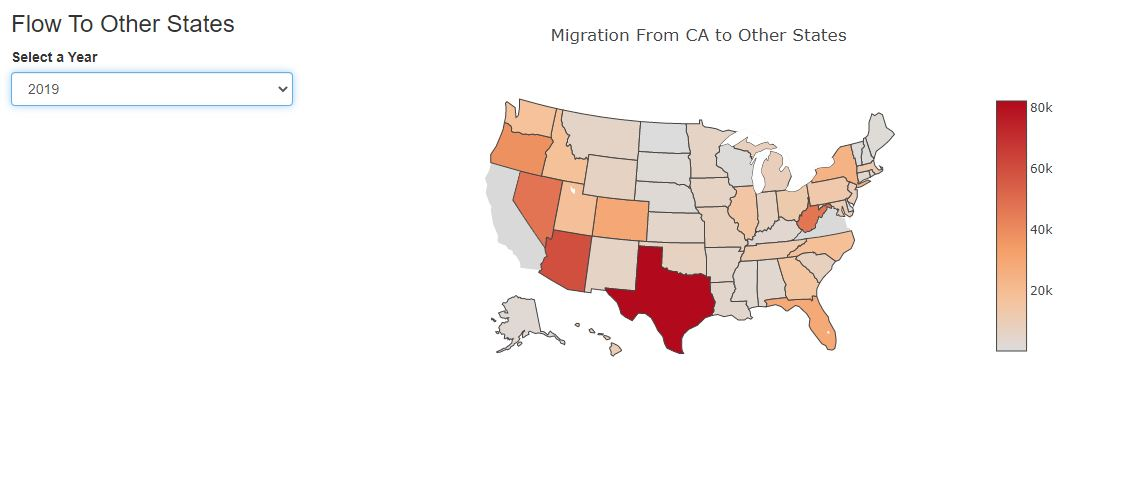 Flow To Other States
Select a Year
2019
Migration From CA to Other States
80k
60k
40k
20k